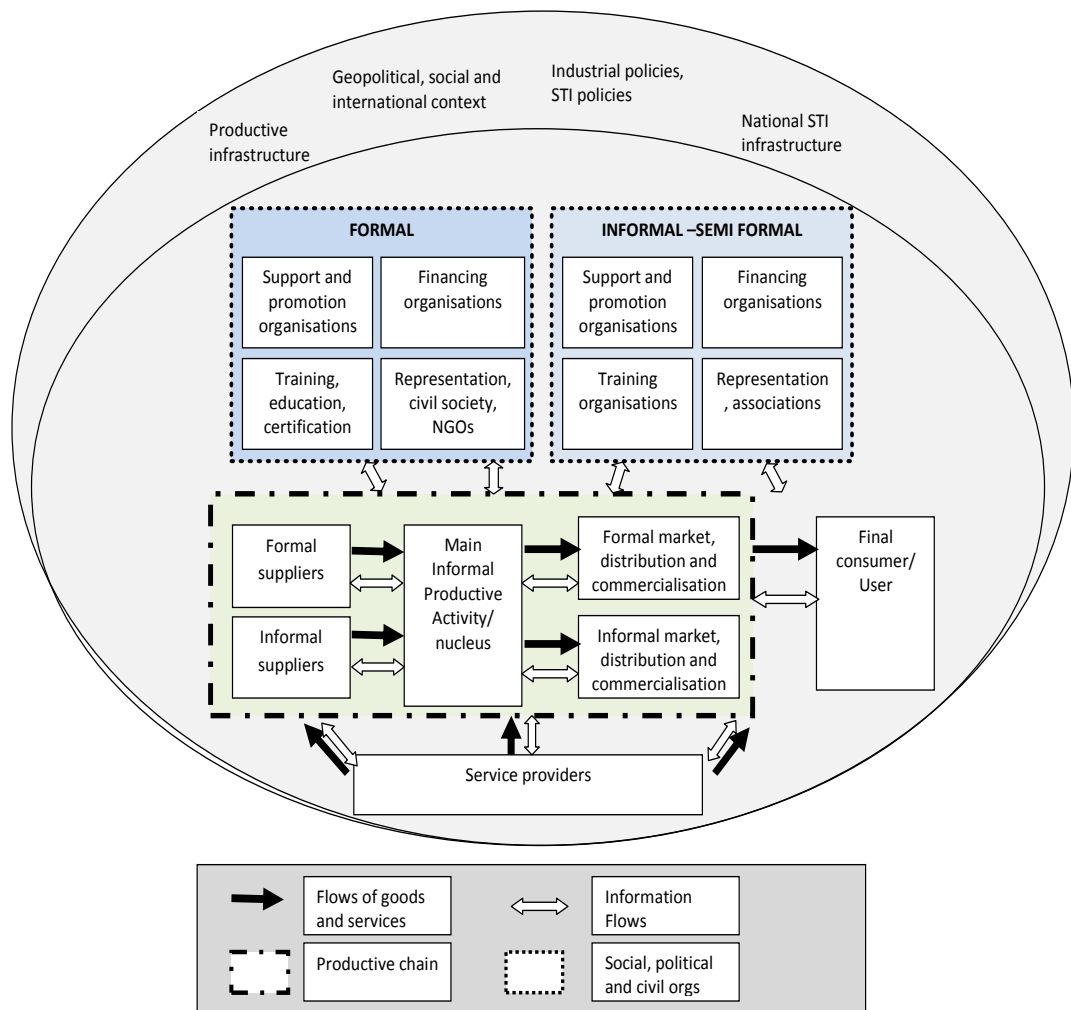 Geopolitical, social and
international context
Industrial policies,
STI policies
Productive
infrastructure
National STI
infrastructure
FORMAL
Support and
promotion
organisations
Financing
organisations
Training,
education,
certification
Representation,
civil society,
NGOs
INFORMAL –SEMI FORMAL
Support and
promotion
organisations
Financing
organisations
Training
organisations
Representation
, associations
Formal
suppliers
Informal
suppliers
Main
Informal
Productive
Activity/
nucleus
Formal market,
distribution and
commercialisation
Informal market,
distribution and
commercialisation
Final
consumer/
User
Service providers
Flows of goods
and services
Information
Flows
Productive chain
Social, political
and civil orgs